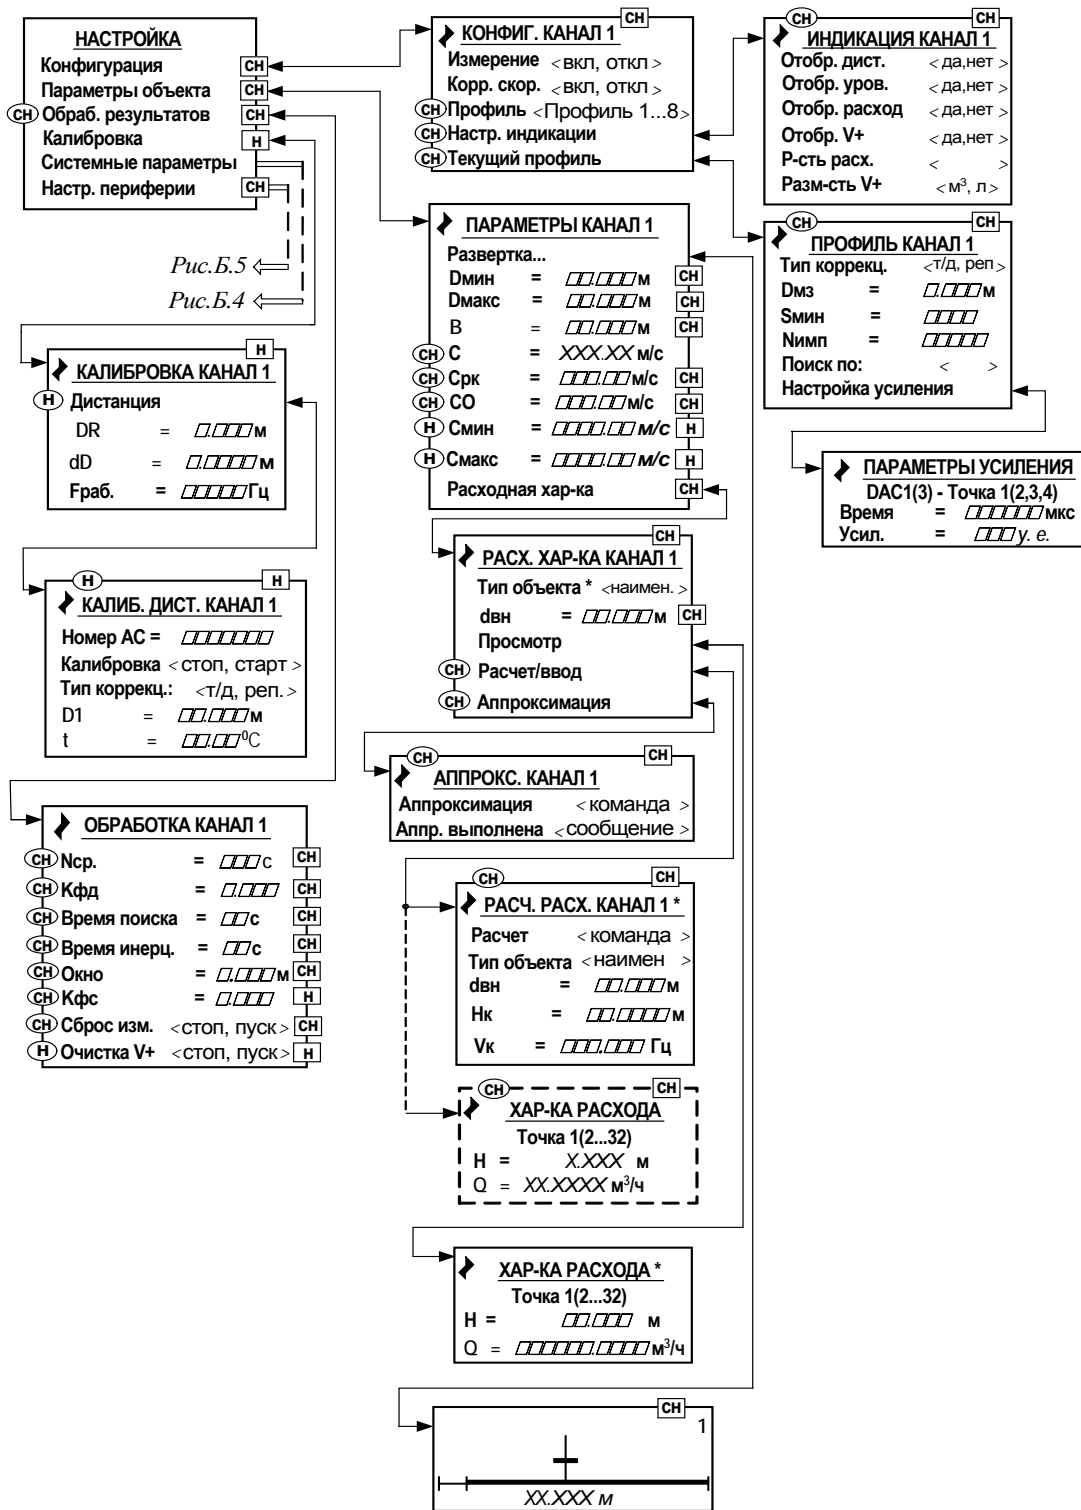 НАСТРОЙКА
Конфигурация СН
Параметры объекта СН
СН Обраб. результатов СН
Калибровка Н
Системные параметры
Настр. периферии СН
Рис.Б.5
Рис.Б.4
СН
КОНФИГ. КАНАЛ 1
Измерение <вкл, откл>
Корр. скор. <вкл, откл>
СН Профиль <Профиль 1...8>
СН Настр. индикации
СН Текущий профиль
СН СН
ИНДИКАЦИЯ КАНАЛ 1
Отобр. дист. <да,нет>
Отобр. уров. <да,нет>
Отобр. расход <да,нет>
Отобр. V+ <да,нет>
Р-сть расх. < >
Разм-сть V+ <м³, л>
СН
ПАРАМЕТРЫ КАНАЛ 1
Развертка...
Dмин = м СН
Dмакс = м СН
В = м СН
СН С = XXX.XX м/с
СН Срк = м/с СН
СН СО = м/с СН
Н Смин = м/с Н
Н Смакс = м/с Н
Расходная хар-ка СН
СН СН
ПРОФИЛЬ КАНАЛ 1
Тип коррекц. <т/д, реп>
Dмз = м
Sмин =
Nимп =
Поиск по: < >
Настройка усиления
ПАРАМЕТРЫ УСИЛЕНИЯ
DAC1(3) - Точка 1(2,3,4)
Время = мкс
Усил. = у. е.
Н
КАЛИБРОВКА КАНАЛ 1
Н Дистанция
DR = м
dD = м
Fраб. = Гц
Н Н
КАЛИБ. ДИСТ. КАНАЛ 1
Номер АС =
Калибровка <стоп, старт>
Тип коррекц.: <т/д, реп.>
D1 = м
t = ⁰С
СН
РАСХ. ХАР-КА КАНАЛ 1
Тип объекта * <наимен.>
dвн = м СН
Просмотр
СН Расчет/ввод
СН Аппроксимация
СН СН
АППРОКС. КАНАЛ 1
Аппроксимация <команда >
Аппр. выполнена <сообщение >
ОБРАБОТКА КАНАЛ 1
СН Nср. = с СН
СН Кфд = СН
СН Время поиска = с СН
СН Время инерц. = с СН
СН Окно = м СН
СН Кфс = Н
СН Сброс изм. <стоп, пуск> СН
Н Очистка V+ <стоп, пуск> Н
СН СН
РАСЧ. РАСХ. КАНАЛ 1 *
Расчет <команда >
Тип объекта <наимен >
dвн = м
Нк = м
Vк = Гц
СН СН
ХАР-КА РАСХОДА
Точка 1(2...32)
Н = X.XXX м
Q = XX.XXXX м³/ч
ХАР-КА РАСХОДА *
Точка 1(2...32)
Н = м
Q = м³/ч
СН
1
XX.XXX м